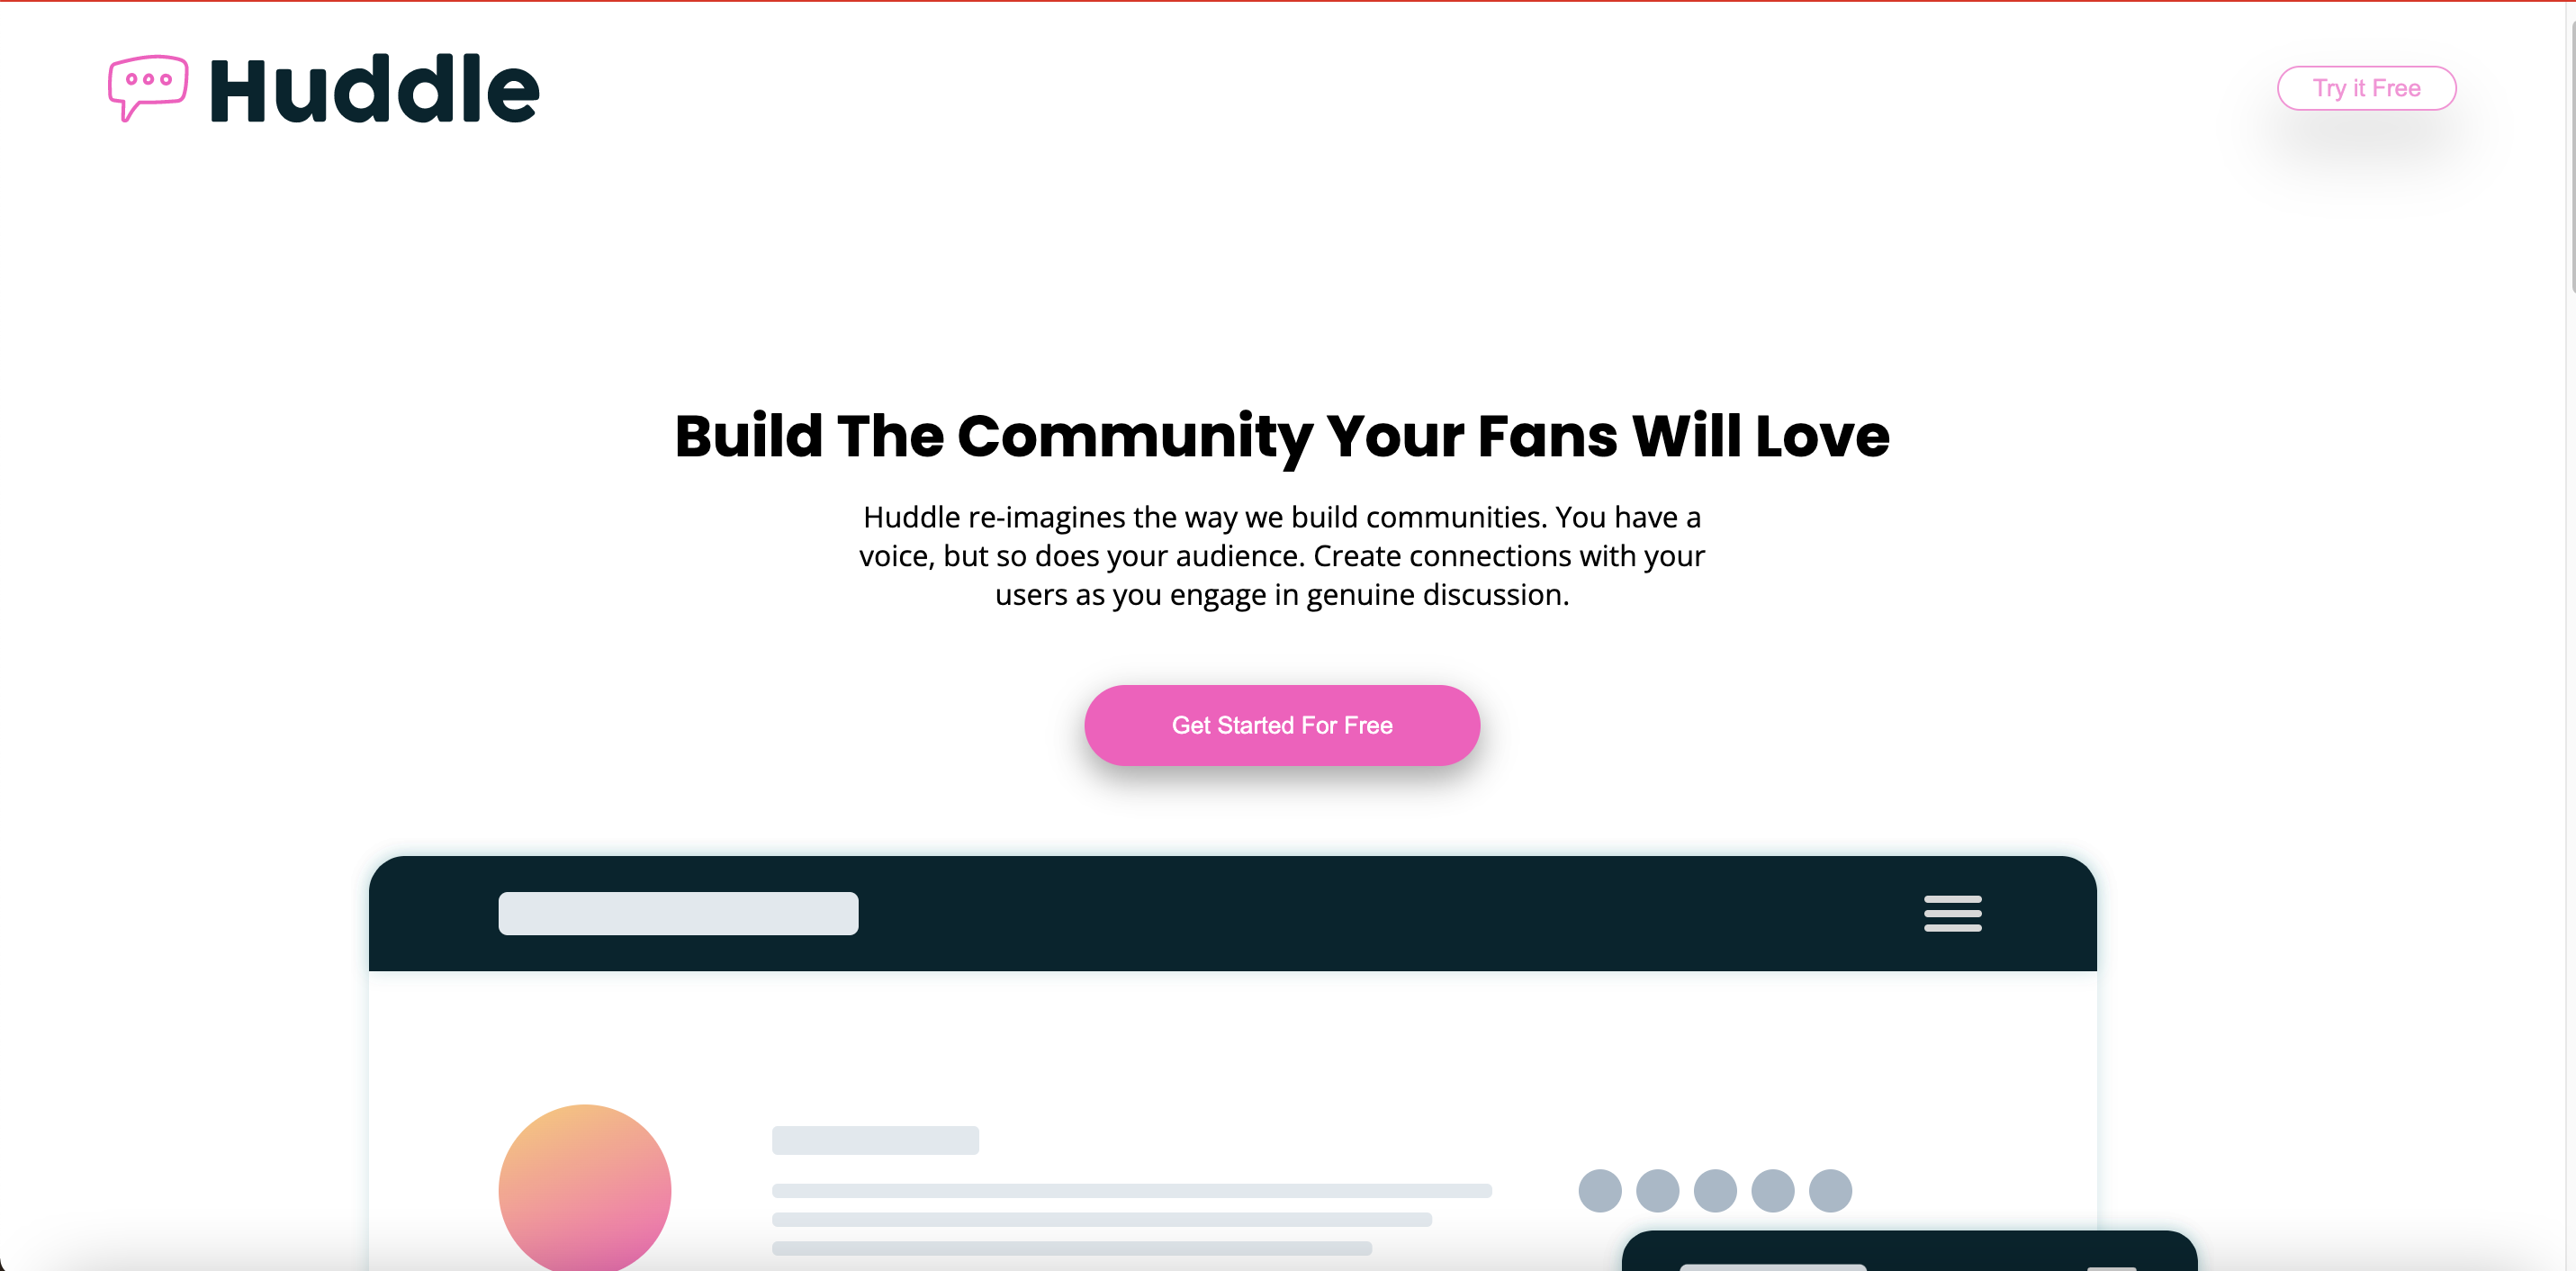 Huddle
Try it Free
Build The Community Your Fans Will Love
Huddle re-imagines the way we build communities. You have a
voice, but so does your audience. Create connections with your
users as you engage in genuine discussion.
Get Started For Free